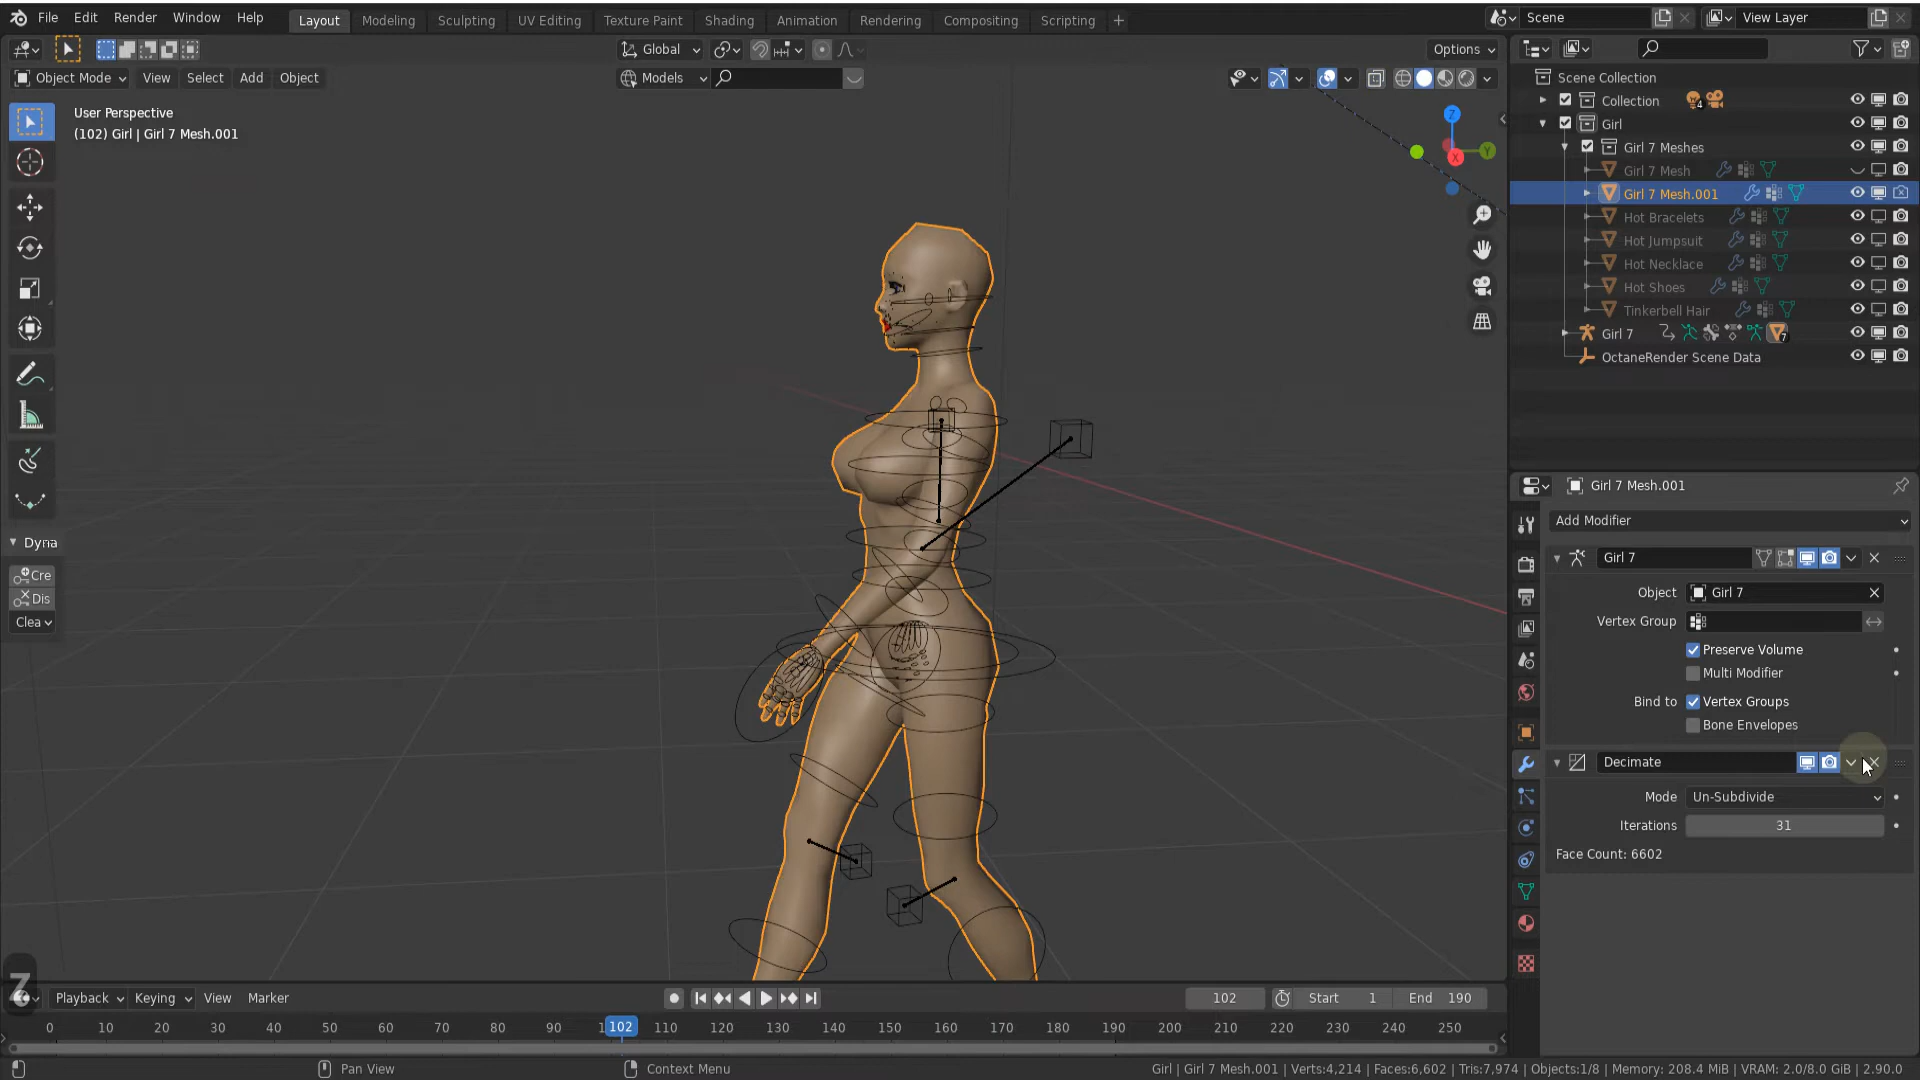 File Edit Render Window Help
Layout Modeling Sculpting UV Editing Texture Paint Shading Animation Rendering Compositing Scripting +
Scene View Layer
Global Options
Object Mode View Select Add Object Models
User Perspective
(102) Girl | Girl 7 Mesh.001
Z
Y
X
Dyna
Cre
Dis
Clea
Scene Collection
Collection 4
Girl
Girl 7 Meshes
Girl 7 Mesh
Girl 7 Mesh.001
Hot Bracelets
Hot Jumpsuit
Hot Necklace
Hot Shoes
Tinkerbell Hair
Girl 7 7
OctaneRender Scene Data
Girl 7 Mesh.001
Add Modifier
Girl 7
Object Girl 7
Vertex Group
Preserve Volume
Multi Modifier
Bind to Vertex Groups
Bone Envelopes
Decimate
Mode Un-Subdivide
Iterations 31
Face Count: 6602
Z
Playback Keying View Marker 102 Start 1 End 190
0 10 20 30 40 50 60 70 80 90 1 102 110 120 130 140 150 160 170 180 190 200 210 220 230 240 250
Pan View Context Menu Girl | Girl 7 Mesh.001 | Verts:4,214 | Faces:6,602 | Tris:7,974 | Objects:1/8 | Memory: 208.4 MiB | VRAM: 2.0/8.0 GiB | 2.90.0